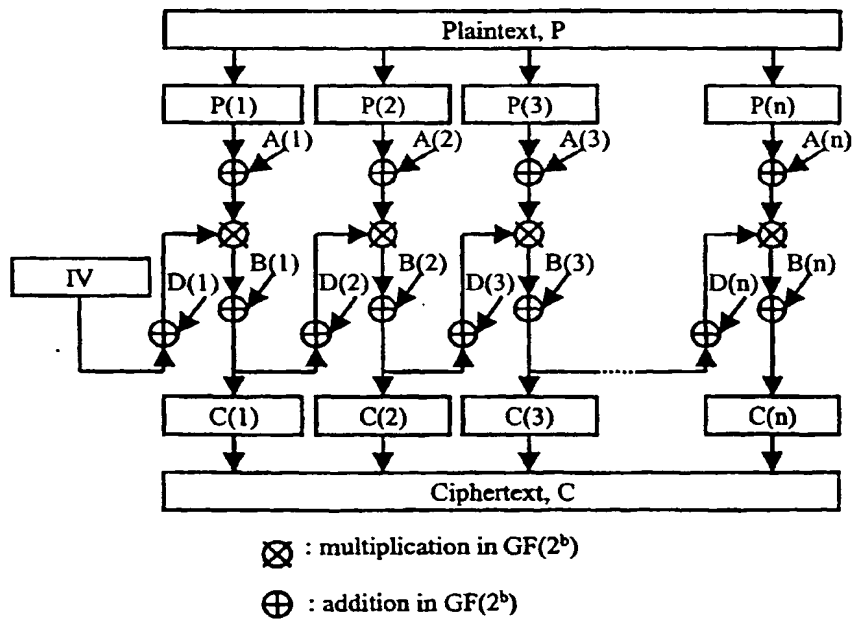 Plaintext, P
P(1) P(2) P(3) P(n)
A(1) A(2) A(3) A(n)
IV D(1) B(1) D(2) B(2) D(3) B(3) D(n) B(n)
C(1) C(2) C(3) C(n)
Ciphertext, C
: multiplication in GF(2ᵇ)
: addition in GF(2ᵇ)